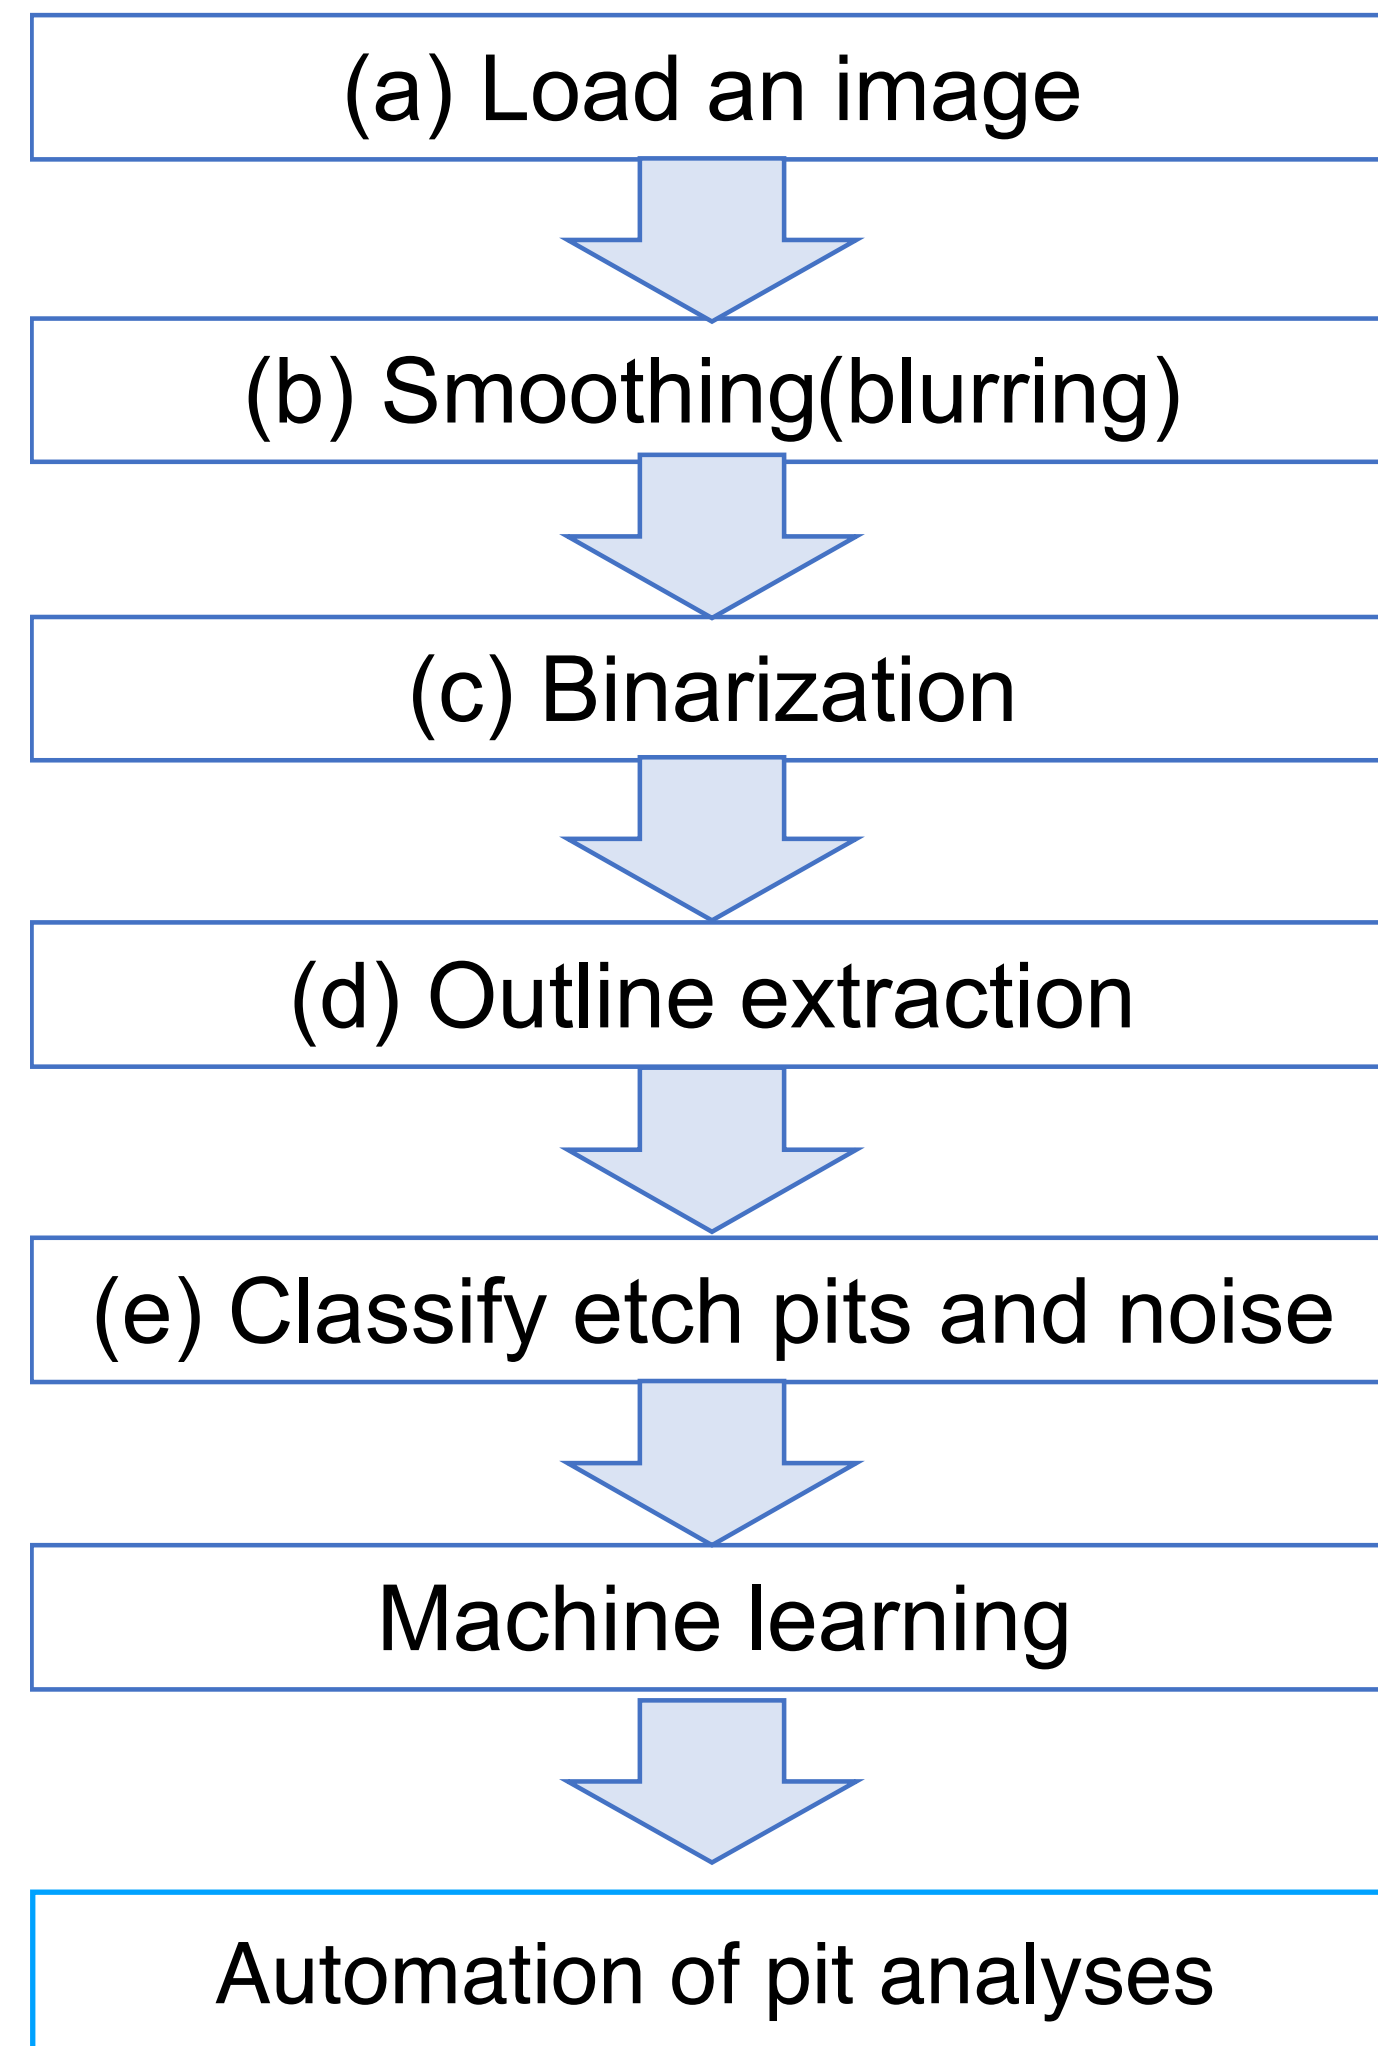 (a) Load an image
(b) Smoothing(blurring)
(c) Binarization
(d) Outline extraction
(e) Classify etch pits and noise
Machine learning
Automation of pit analyses